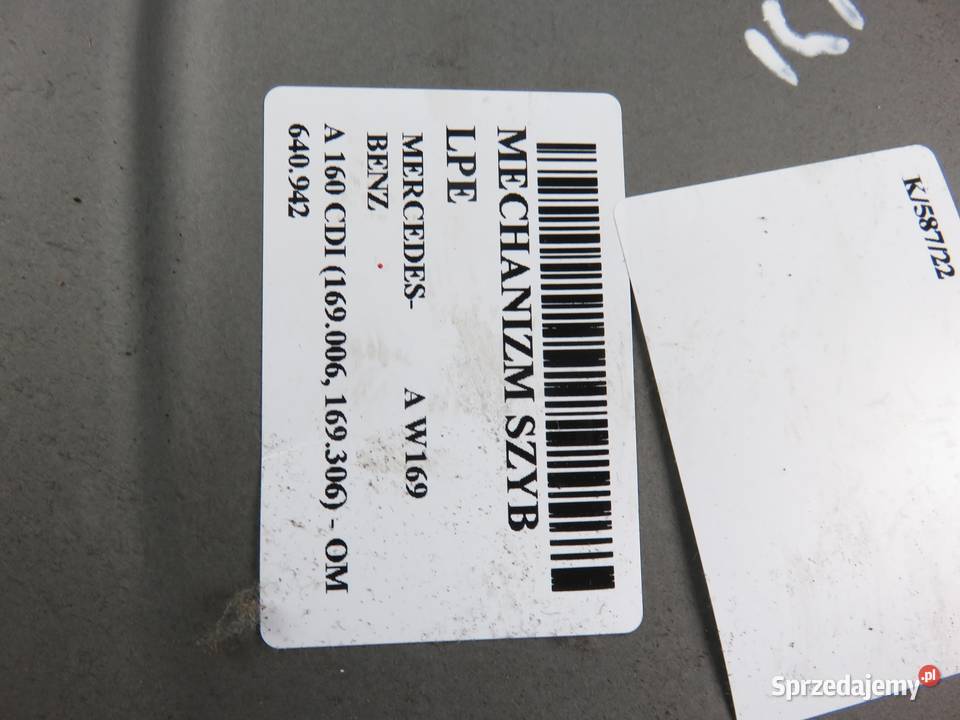 MECHANIZM SZYB
LPE
MERCEDES- A W169
BENZ
A 160 CDI (169.006, 169.306) - OM
640.942
K/587/22
Sprzedajemy.pl